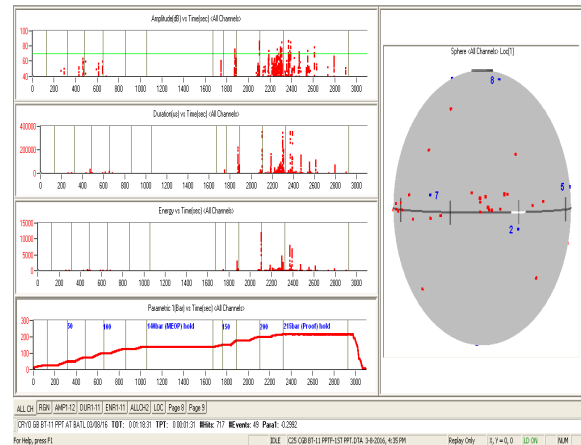 Amplitude(dB) vs Time(sec) <All Channels>
100
80
60
40
0 200 400 600 800 1000 1200 1400 1600 1800 2000 2200 2400 2600 2800 3000
Duration(us) vs Time(sec) <All Channels>
400000
200000
0
0 200 400 600 800 1000 1200 1400 1600 1800 2000 2200 2400 2600 2800 3000
Energy vs Time(sec) <All Channels>
15000
10000
5000
0
0 200 400 600 800 1000 1200 1400 1600 1800 2000 2200 2400 2600 2800 3000
Parametric 1(Bar) vs Time(sec) <All Channels>
300
200
100
0
50 100 140bar (MEOP) hold 150 200 215bar (Proof) hold
0 200 400 600 800 1000 1200 1400 1600 1800 2000 2200 2400 2600 2800 3000
Sphere <All Channels> Loc[1]
8
7
5
2
ALL CH RGN AMP1-12 DUR1-11 ENR1-11 ALLCH2 LOC Page 8 Page 9
CRYO GB BT-11 PPT AT BATL 03/08/16 TOT: 0:01:18:31 TPT: 0:00:01:31 #Hits: 717 #Events: 49 Para1: -0.2992
For Help, press F1
IDLE C25 CRYO GB BT-11 PPTF-1ST PPT.DTA 3-8-2016, 4:35 PM Replay Only X, Y = 0, 0 LD ON NUM